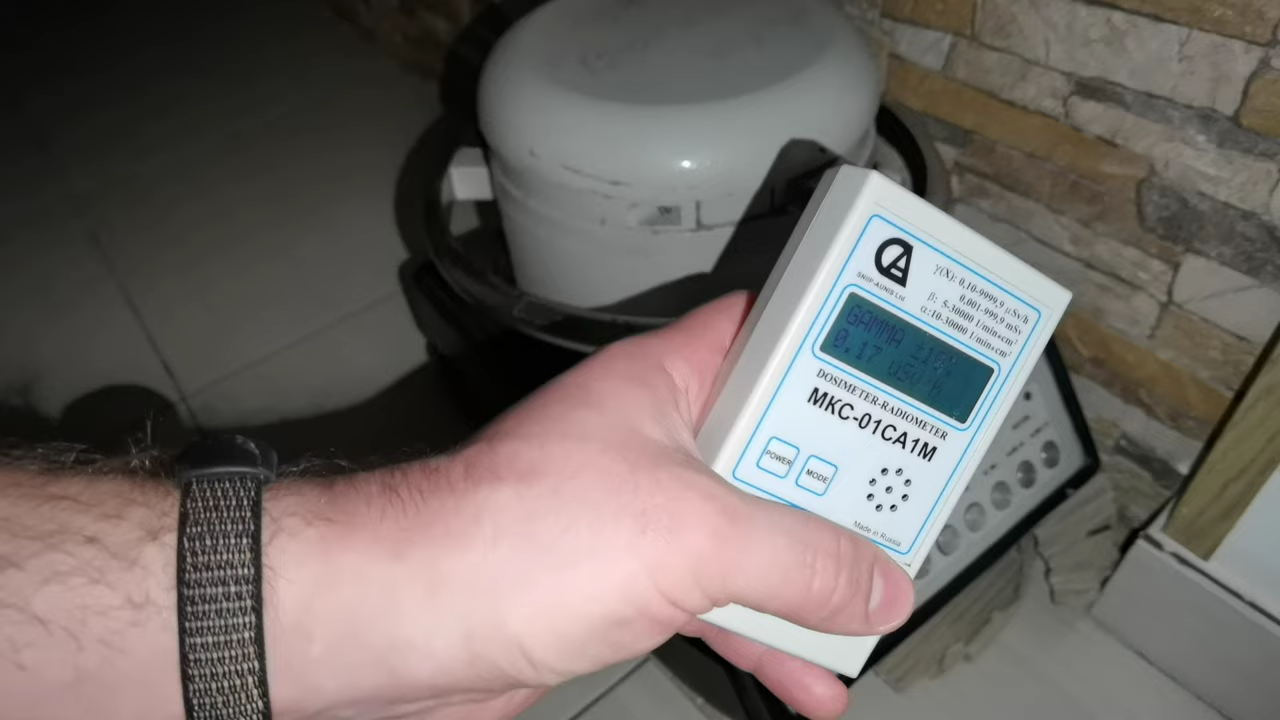 SNIIP-AUNIS Ltd.
γ(X): 0,10-9999,9 μSv/h
0,001-999,9 mSv
β: 5-30000 1/min∗cm²
α:10-30000 1/min∗cm²
GAMMA
0.17
DOSIMETER-RADIOMETER
MKC-01CA1M
POWER
MODE
Made in Russia